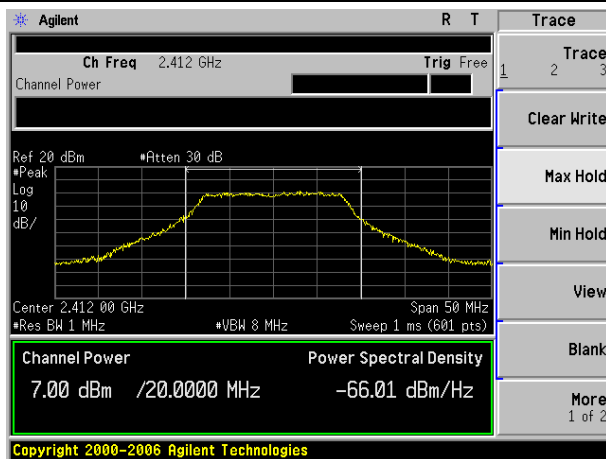 Agilent R T Trace
Ch Freq 2.412 GHz Trig Free
Channel Power
Trace
1 2 3
Clear Write
Max Hold
Min Hold
View
Blank
More
1 of 2
Ref 20 dBm #Atten 30 dB
#Peak
Log
10
dB/
Center 2.412 00 GHz Span 50 MHz
#Res BW 1 MHz #VBW 8 MHz Sweep 1 ms (601 pts)
Channel Power Power Spectral Density
7.00 dBm /20.0000 MHz -66.01 dBm/Hz
Copyright 2000-2006 Agilent Technologies